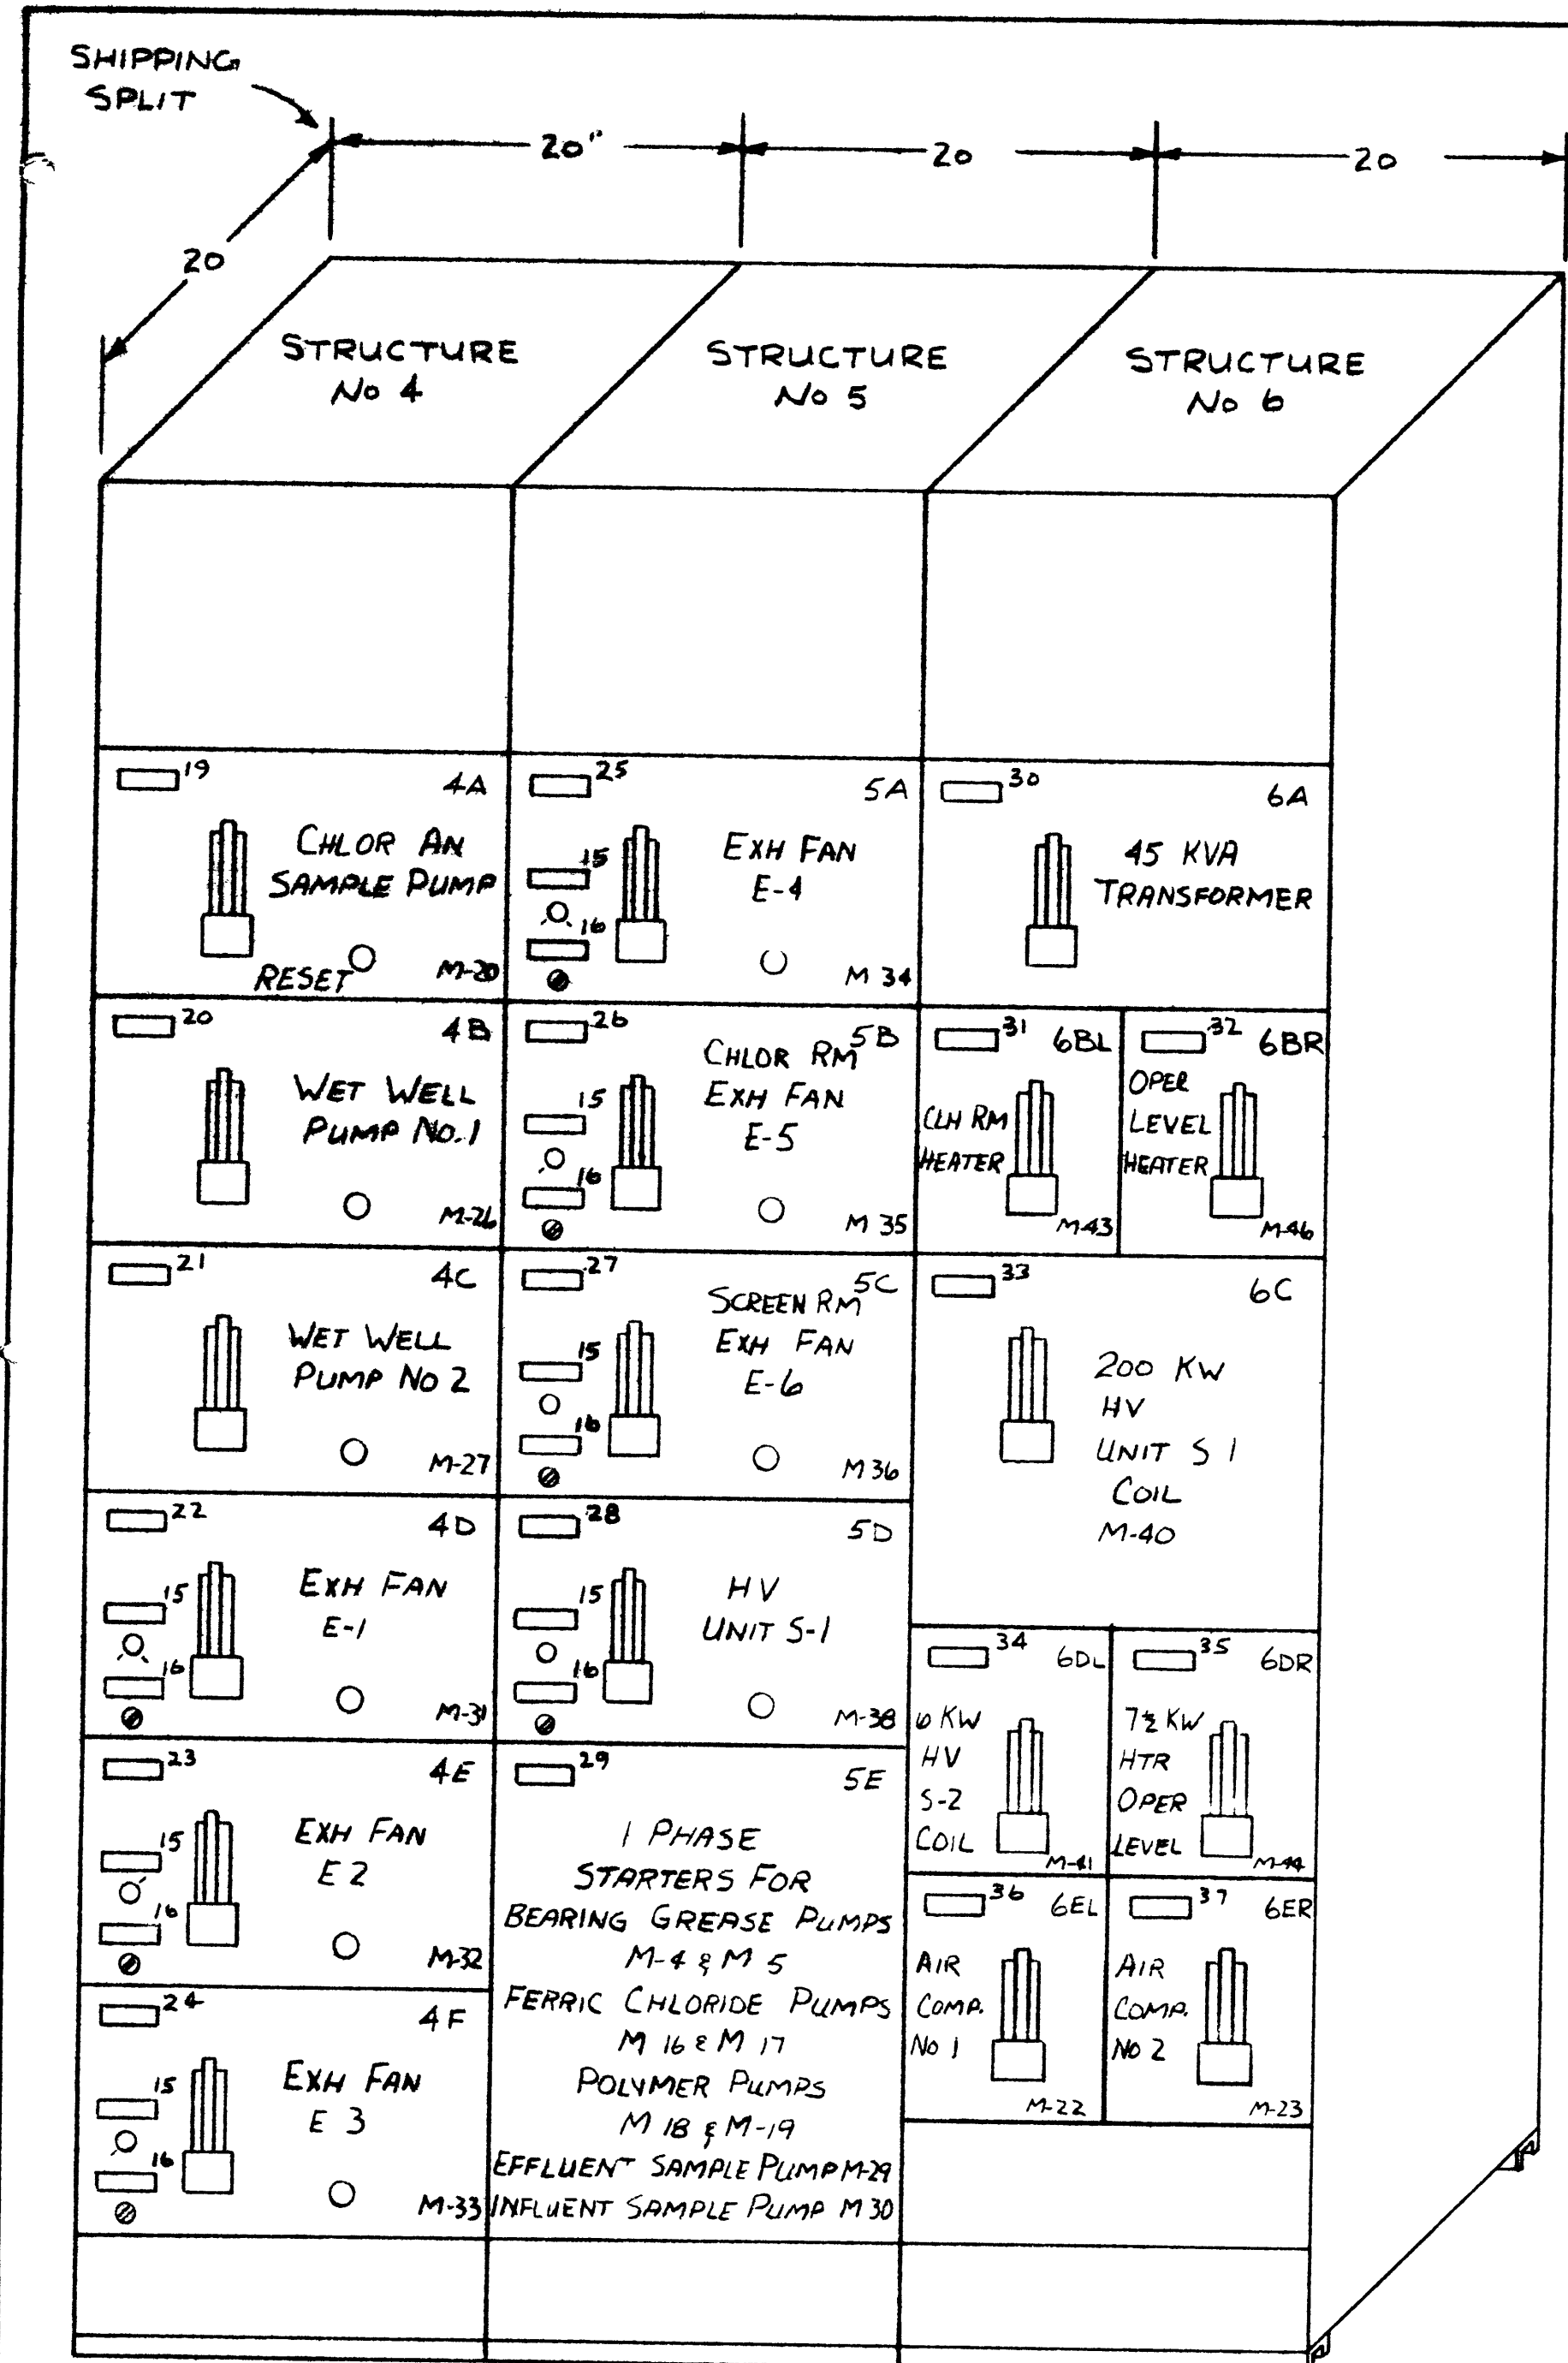 SHIPPING
SPLIT
20"
20
20
20
STRUCTURE
No 4
STRUCTURE
No 5
STRUCTURE
No 6
19
4A
CHLOR AN
SAMPLE PUMP
RESET
M-20
20
4B
WET WELL
PUMP No. 1
M-26
21
4C
WET WELL
PUMP No 2
M-27
22
4D
15
EXH FAN
E-1
16
M-31
23
4E
15
EXH FAN
E 2
16
M-32
24
4F
15
EXH FAN
E 3
16
M-33
25
5A
15
EXH FAN
E-4
16
M 34
26
5B
CHLOR RM
15
EXH FAN
E-5
16
M 35
27
5C
SCREEN RM
15
EXH FAN
E-6
16
M 36
28
5D
15
HV
UNIT S-1
16
M-38
29
5E
1 PHASE
STARTERS FOR
BEARING GREASE PUMPS
M-4 & M 5
FERRIC CHLORIDE PUMPS
M 16 & M 17
POLYMER PUMPS
M 18 & M-19
EFFLUENT SAMPLE PUMP M-29
INFLUENT SAMPLE PUMP M 30
30
6A
45 KVA
TRANSFORMER
31
6BL
CLH RM
HEATER
M-43
32
6BR
OPER
LEVEL
HEATER
M-46
33
6C
200 KW
HV
UNIT S 1
COIL
M-40
34
6DL
6 KW
HV
S-2
COIL
M-41
35
6DR
7½ KW
HTR
OPER
LEVEL
M-44
36
6EL
AIR
COMP.
No 1
M-22
37
6ER
AIR
COMP.
No 2
M-23